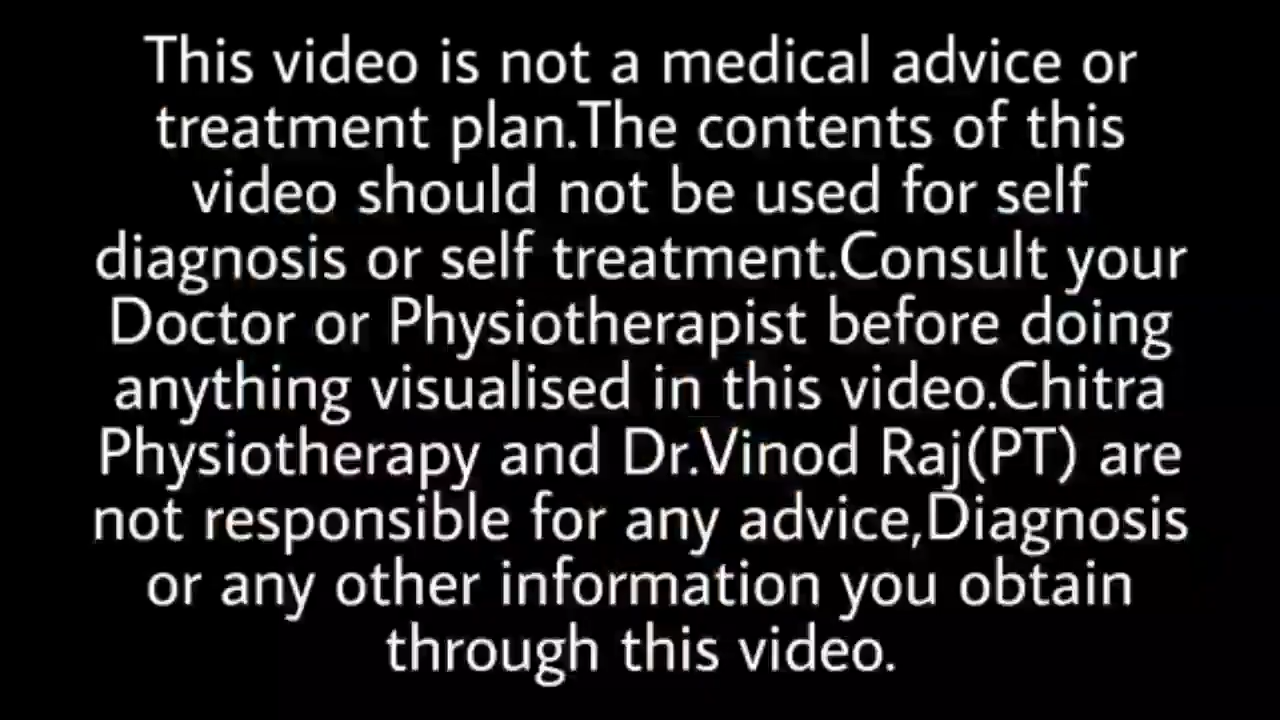 This video is not a medical advice or
treatment plan.The contents of this
video should not be used for self
diagnosis or self treatment.Consult your
Doctor or Physiotherapist before doing
anything visualised in this video.Chitra
Physiotherapy and Dr.Vinod Raj(PT) are
not responsible for any advice,Diagnosis
or any other information you obtain
through this video.